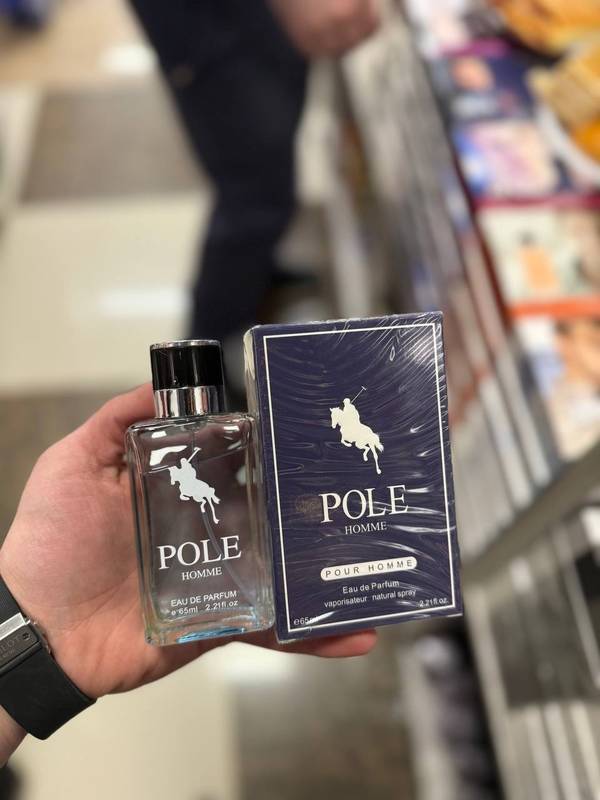 POLE
HOMME
EAU DE PARFUM
e 65ml 2.21fl.oz
POLE
HOMME
POUR HOMME
Eau de Parfum
vaporisateur natural spray
e65ml 2.21fl.oz